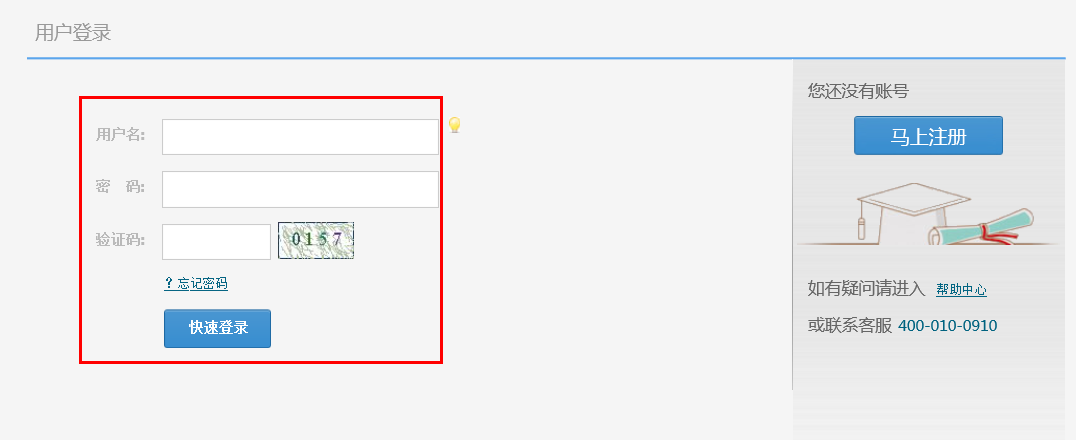 用户登录
用户名:
密 码:
验证码:
0157
? 忘记密码
快速登录
您还没有账号
马上注册
如有疑问请进入 帮助中心
或联系客服 400-010-0910